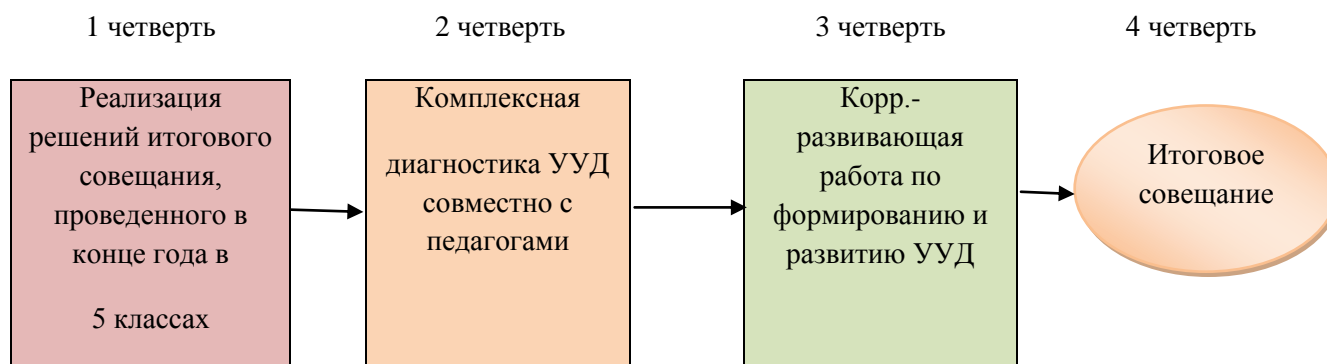 1 четверть
2 четверть
3 четверть
4 четверть
Реализация
решений итогового
совещания,
проведенного в
конце года в
5 классах
Комплексная
диагностика УУД
совместно с
педагогами
Корр.-
развивающая
работа по
формированию и
развитию УУД
Итоговое
совещание